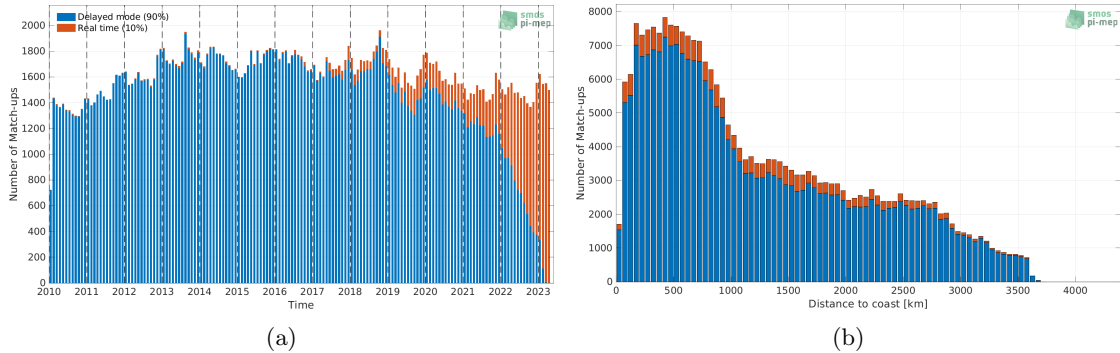 Delayed mode (90%)
Real time (10%)
smos
pi-mep
Number of Match-ups
2000
1800
1600
1400
1200
1000
800
600
400
200
0
2010 2011 2012 2013 2014 2015 2016 2017 2018 2019 2020 2021 2022 2023
Time
(a)
smos
pi-mep
Number of Match-ups
8000
7000
6000
5000
4000
3000
2000
1000
0
0 500 1000 1500 2000 2500 3000 3500 4000
Distance to coast [km]
(b)